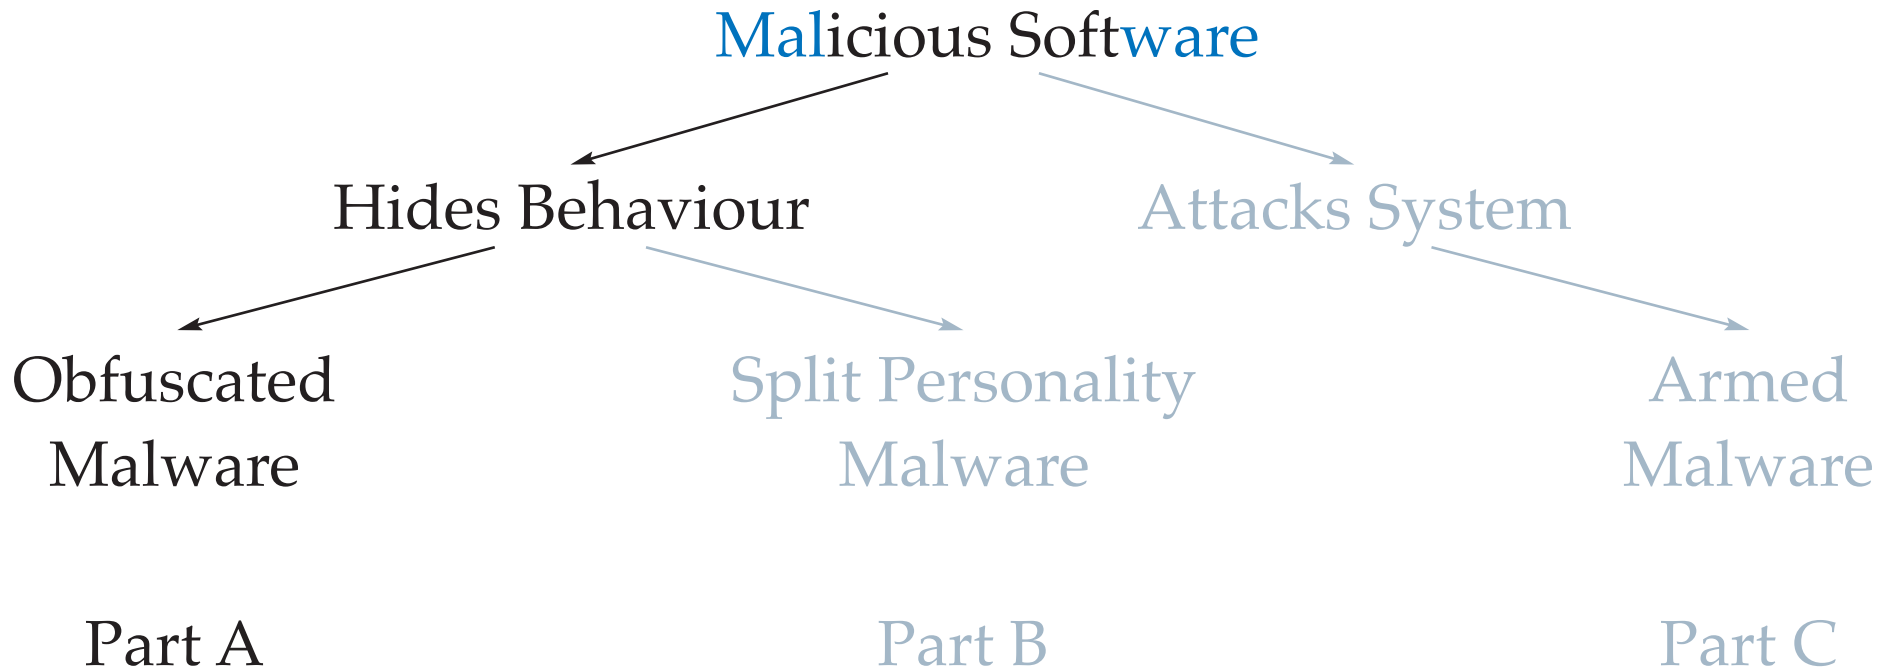 Malicious Software
Hides Behaviour
Attacks System
Obfuscated
Malware
Split Personality
Malware
Armed
Malware
Part A
Part B
Part C